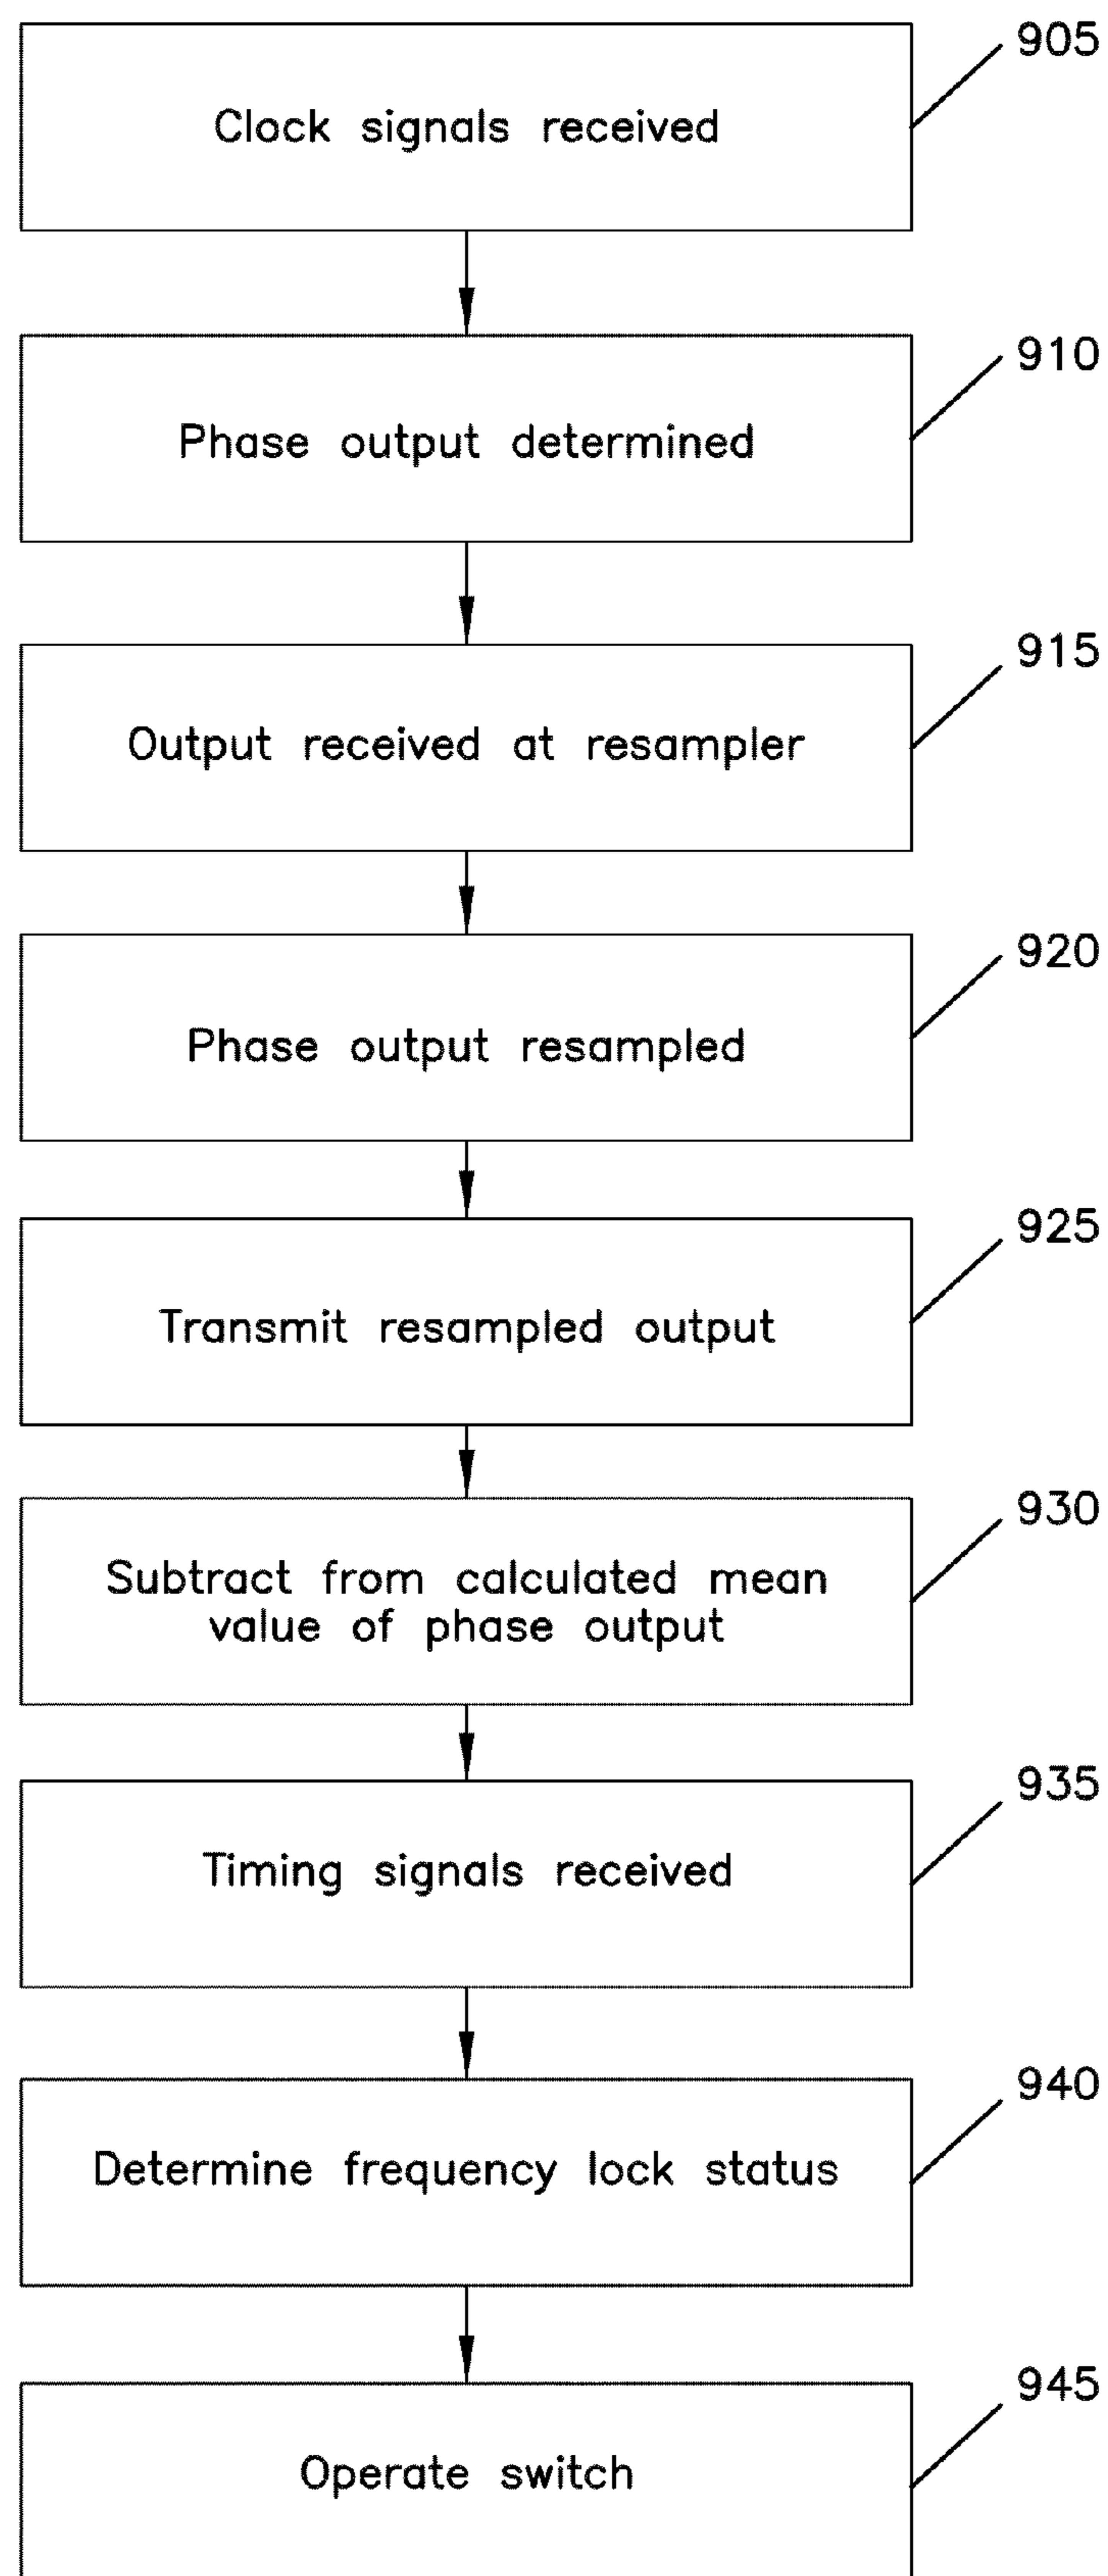 905
Clock signals received
910
Phase output determined
915
Output received at resampler
920
Phase output resampled
925
Transmit resampled output
930
Subtract from calculated mean
value of phase output
935
Timing signals received
940
Determine frequency lock status
945
Operate switch